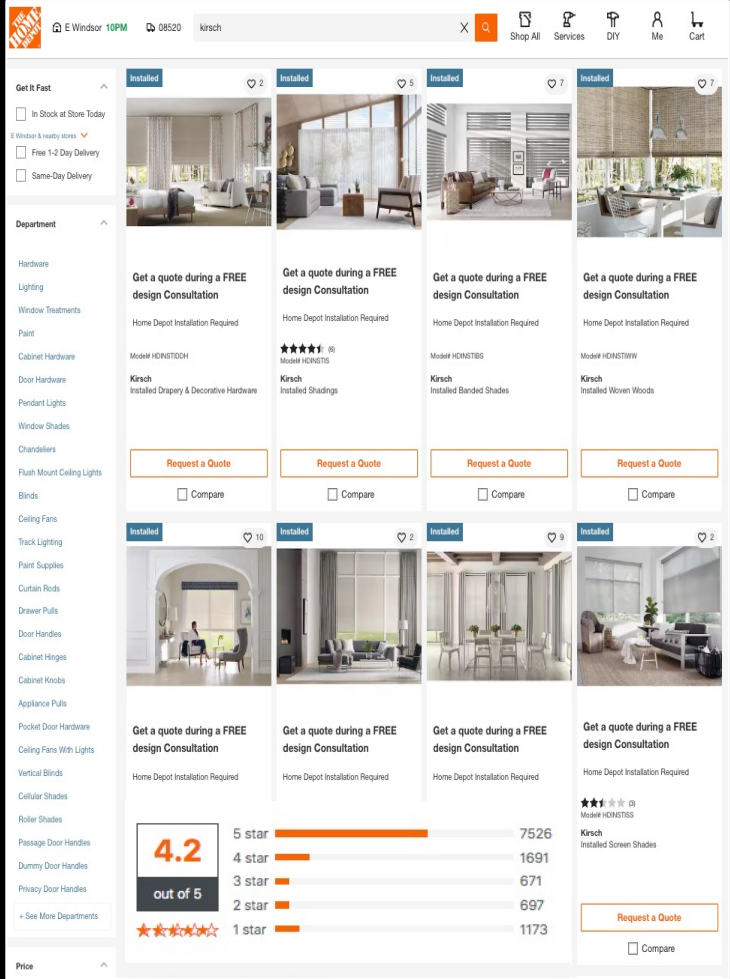 THE HOME DEPOT
E Windsor 10PM
08520
kirsch
X
Shop All
Services
DIY
Me
Cart
Get It Fast
In Stock at Store Today
E Windsor & nearby stores
Free 1-2 Day Delivery
Same-Day Delivery
Department
Hardware
Lighting
Window Treatments
Paint
Cabinet Hardware
Door Hardware
Pendant Lights
Window Shades
Chandeliers
Flush Mount Ceiling Lights
Blinds
Ceiling Fans
Track Lighting
Paint Supplies
Curtain Rods
Drawer Pulls
Door Handles
Cabinet Hinges
Cabinet Knobs
Appliance Pulls
Pocket Door Hardware
Ceiling Fans With Lights
Vertical Blinds
Cellular Shades
Roller Shades
Passage Door Handles
Dummy Door Handles
Privacy Door Handles
+ See More Departments
Price
Installed
2
Get a quote during a FREE
design Consultation
Home Depot Installation Required
Model# HDINSTIDDH
Kirsch
Installed Drapery & Decorative Hardware
Request a Quote
Compare
Installed
5
Get a quote during a FREE
design Consultation
Home Depot Installation Required
(6)
Model# HDINSTIS
Kirsch
Installed Shadings
Request a Quote
Compare
Installed
7
Get a quote during a FREE
design Consultation
Home Depot Installation Required
Model# HDINSTIBS
Kirsch
Installed Banded Shades
Request a Quote
Compare
Installed
7
Get a quote during a FREE
design Consultation
Home Depot Installation Required
Model# HDINSTIWW
Kirsch
Installed Woven Woods
Request a Quote
Compare
Installed
10
Get a quote during a FREE
design Consultation
Home Depot Installation Required
Installed
2
Get a quote during a FREE
design Consultation
Home Depot Installation Required
Installed
9
Get a quote during a FREE
design Consultation
Home Depot Installation Required
Installed
2
Get a quote during a FREE
design Consultation
Home Depot Installation Required
(3)
Model# HDINSTISS
Kirsch
Installed Screen Shades
Request a Quote
Compare
4.2
out of 5
5 star 7526
4 star 1691
3 star 671
2 star 697
1 star 1173